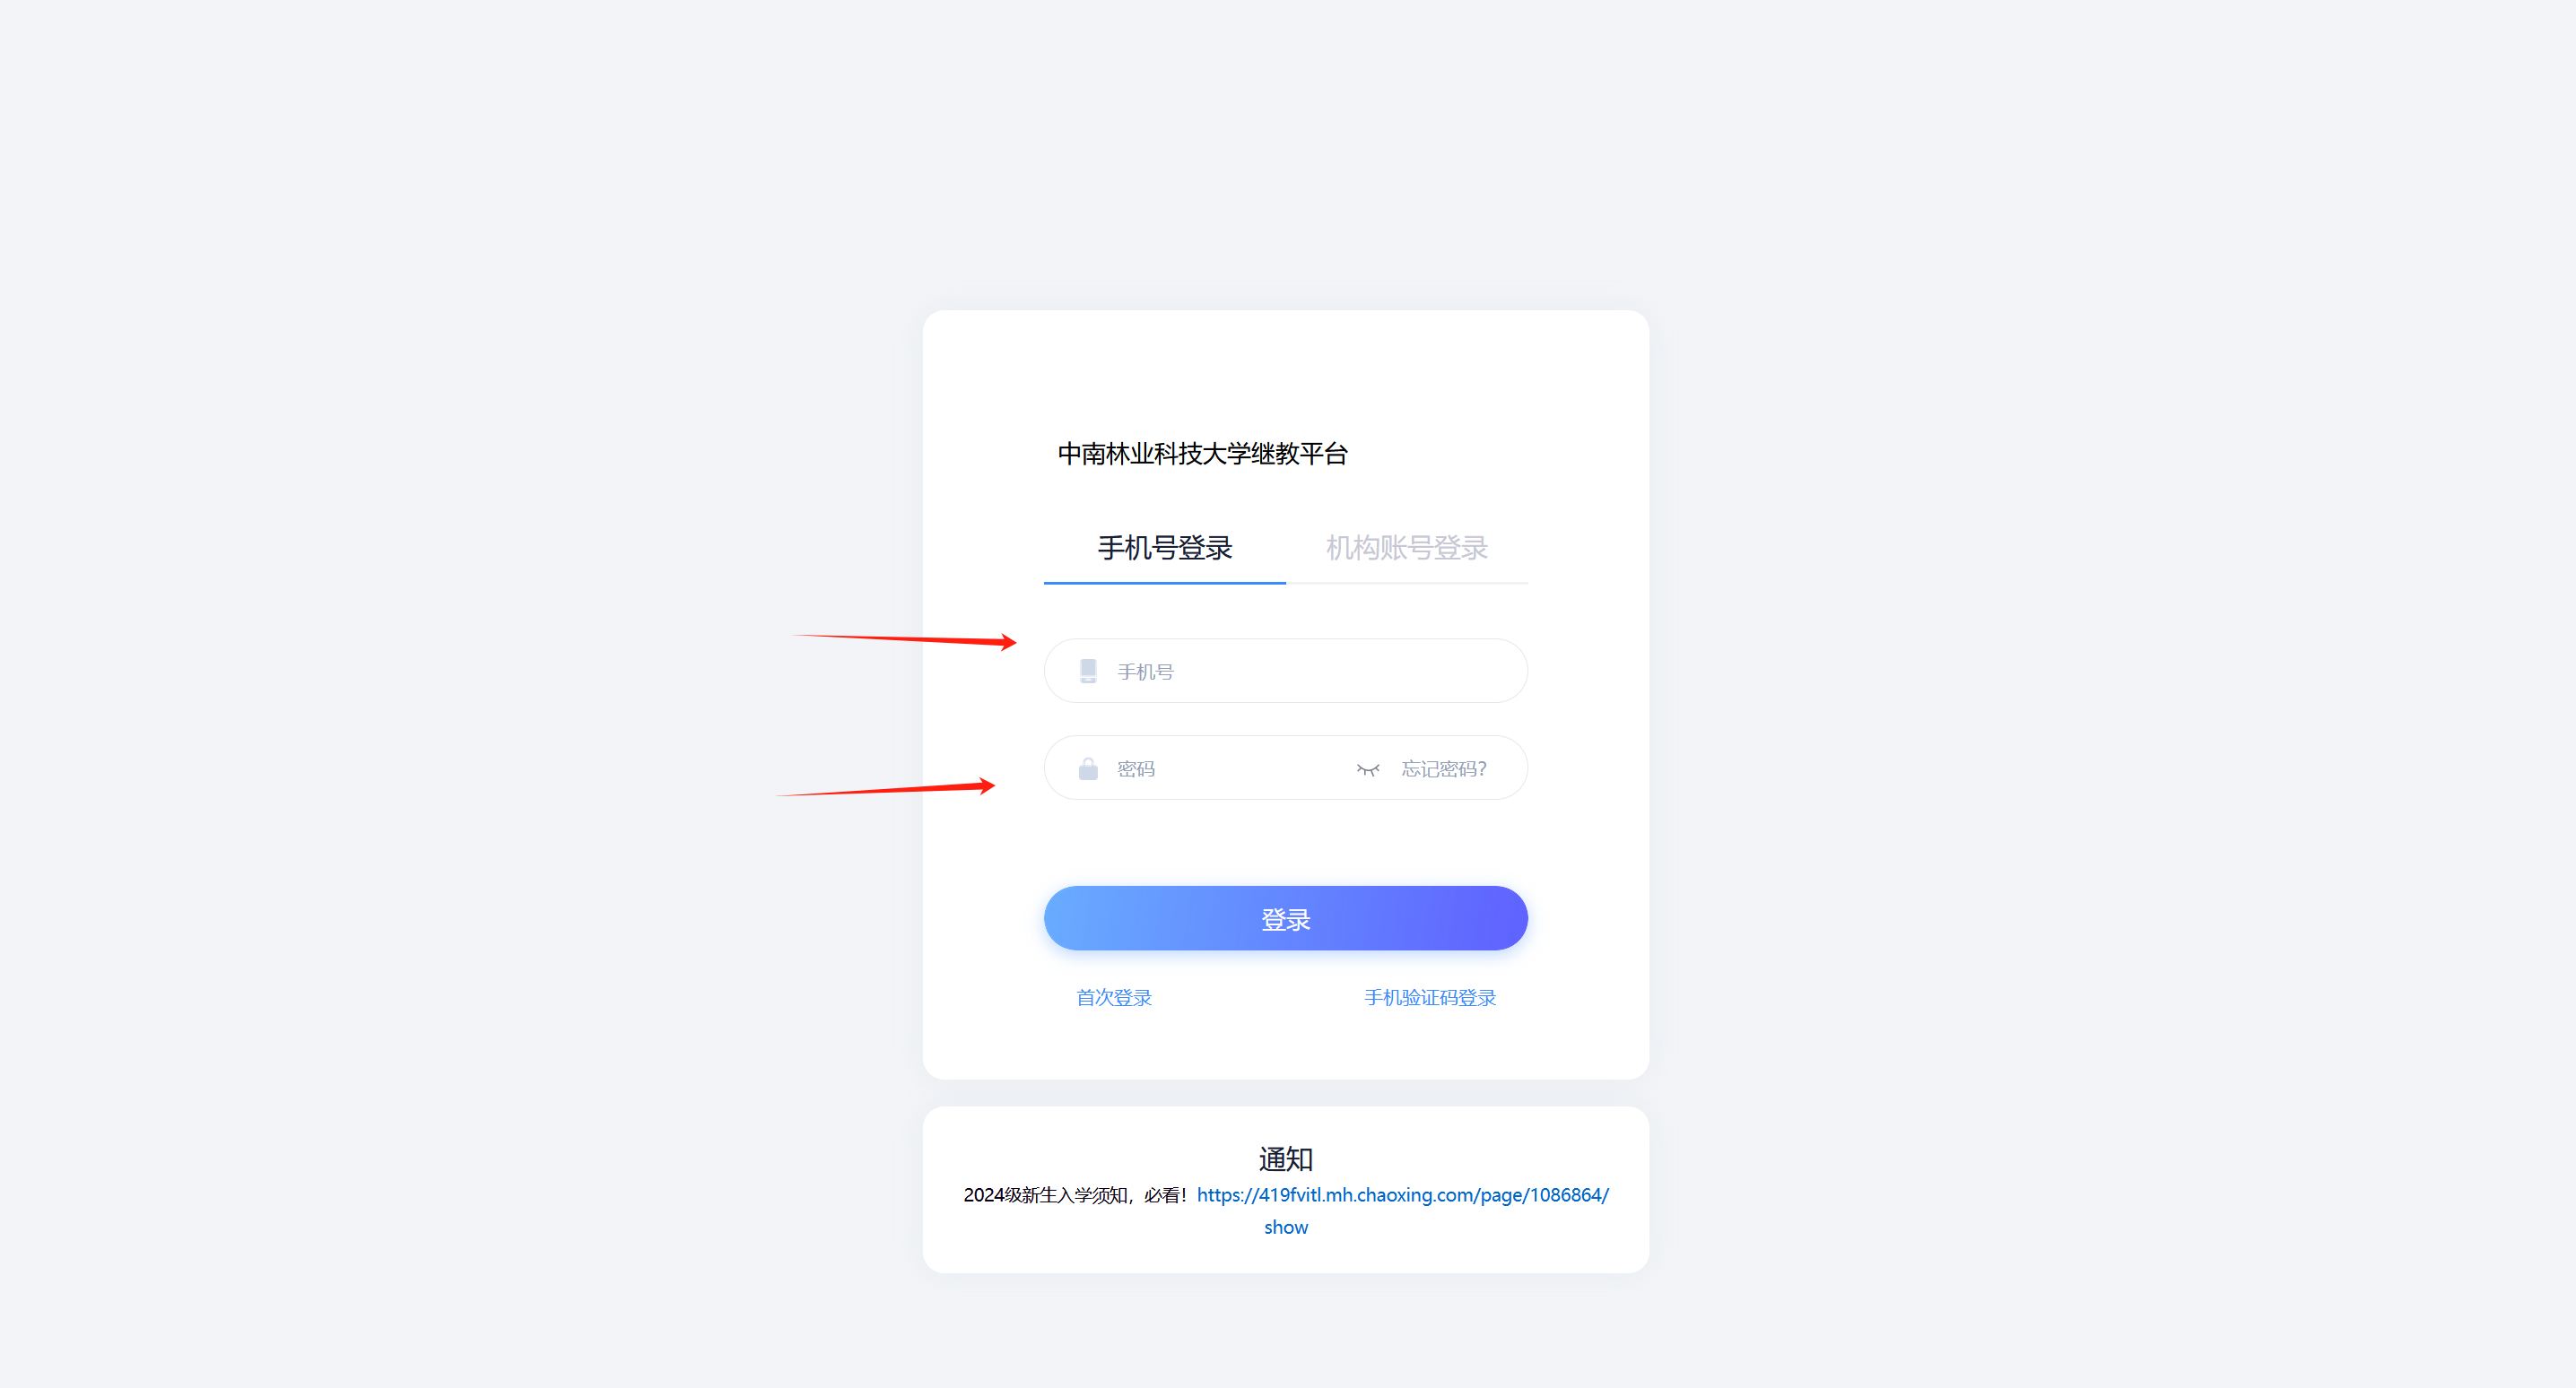 中南林业科技大学继教平台
手机号登录 机构账号登录
手机号
密码 忘记密码?
登录
首次登录 手机验证码登录
通知
2024级新生入学须知，必看！https://419fvitl.mh.chaoxing.com/page/1086864/
show